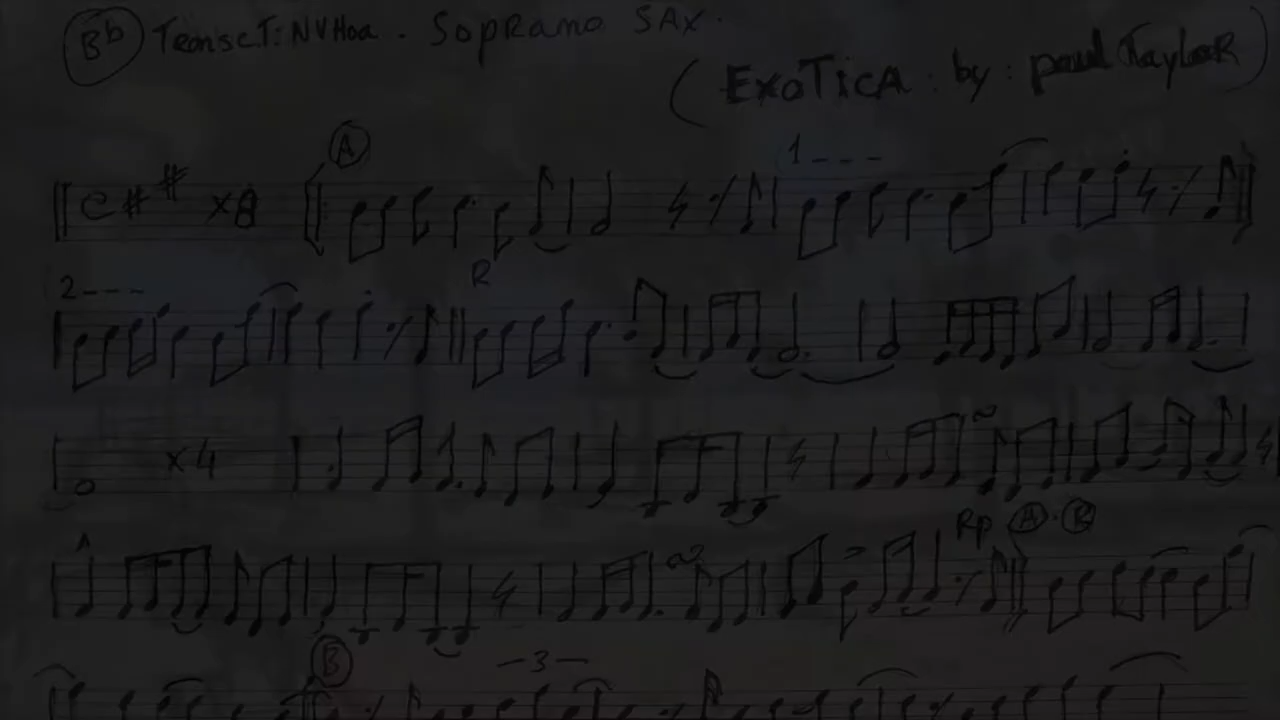 Bb Transct: NVHoa. Soprano SAX.
(EXOTICA: by: paul Taylor)
A
1---
C## x8
2---
R
x4
Rp A.B
B
-3-